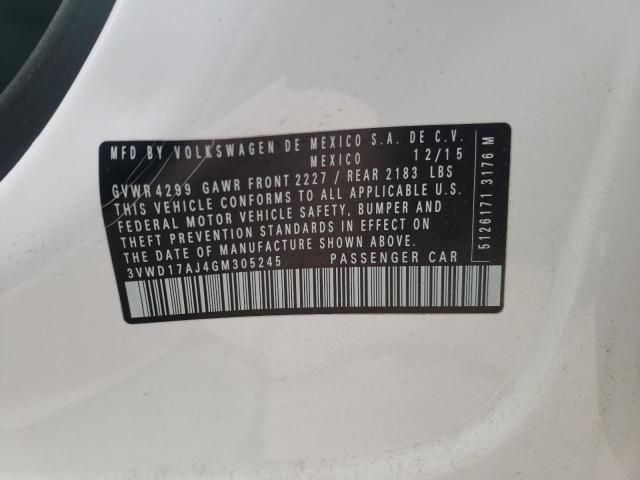 MFD BY VOLKSWAGEN DE MEXICO S.A. DE C.V.
MEXICO 12/15
GVWR 4299 GAWR FRONT 2227 / REAR 2183 LBS
THIS VEHICLE CONFORMS TO ALL APPLICABLE U.S.
FEDERAL MOTOR VEHICLE SAFETY, BUMPER AND
THEFT PREVENTION STANDARDS IN EFFECT ON
THE DATE OF MANUFACTURE SHOWN ABOVE.
3VWD17AJ4GM305245 PASSENGER CAR
5126171 3176 M